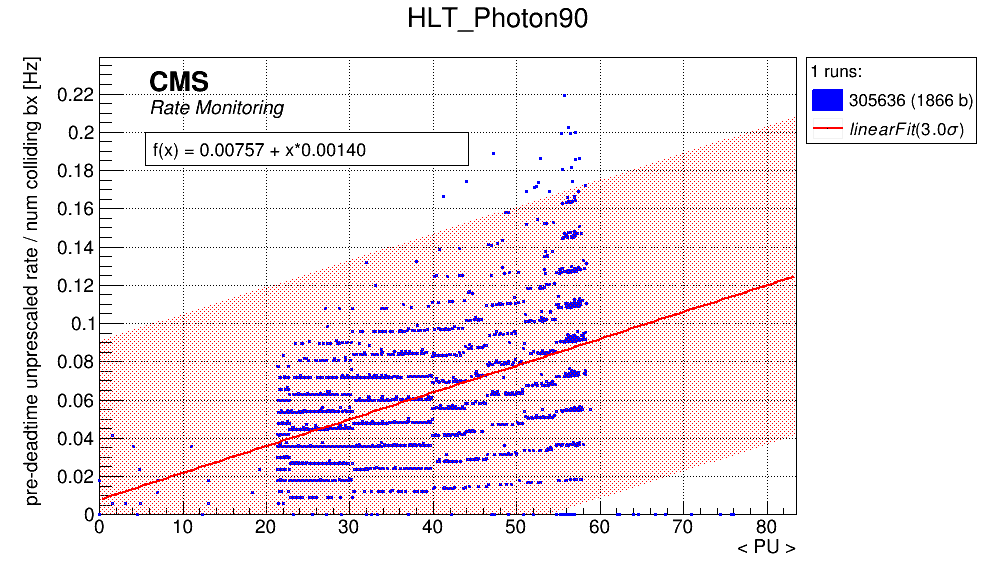 HLT_Photon90
pre-deadtime unprescaled rate / num colliding bx [Hz]
CMS
Rate Monitoring
f(x) = 0.00757 + x*0.00140
0.22
0.2
0.18
0.16
0.14
0.12
0.1
0.08
0.06
0.04
0.02
0
0 10 20 30 40 50 60 70 80
< PU >
1 runs:
305636 (1866 b)
linearFit(3.0σ)